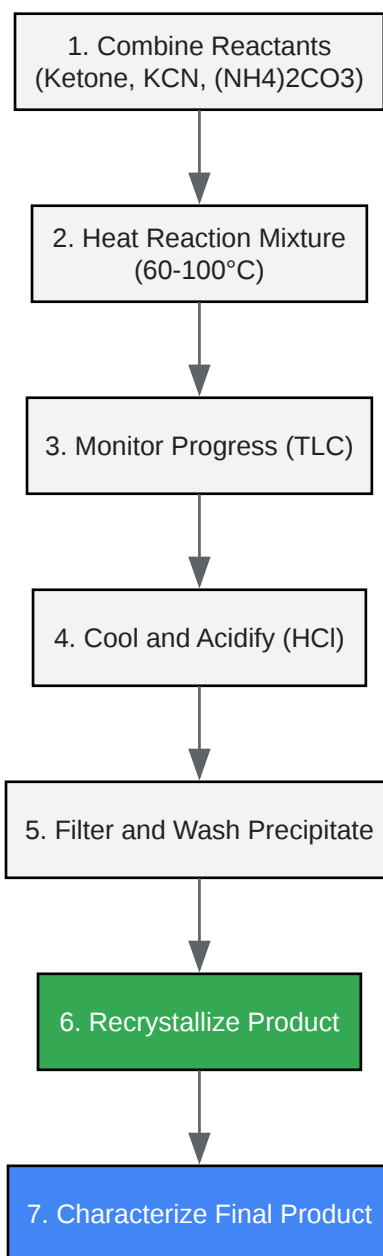 1. Combine Reactants
(Ketone, KCN, (NH4)2CO3)
2. Heat Reaction Mixture
(60-100°C)
3. Monitor Progress (TLC)
4. Cool and Acidify (HCl)
5. Filter and Wash Precipitate
6. Recrystallize Product
7. Characterize Final Product